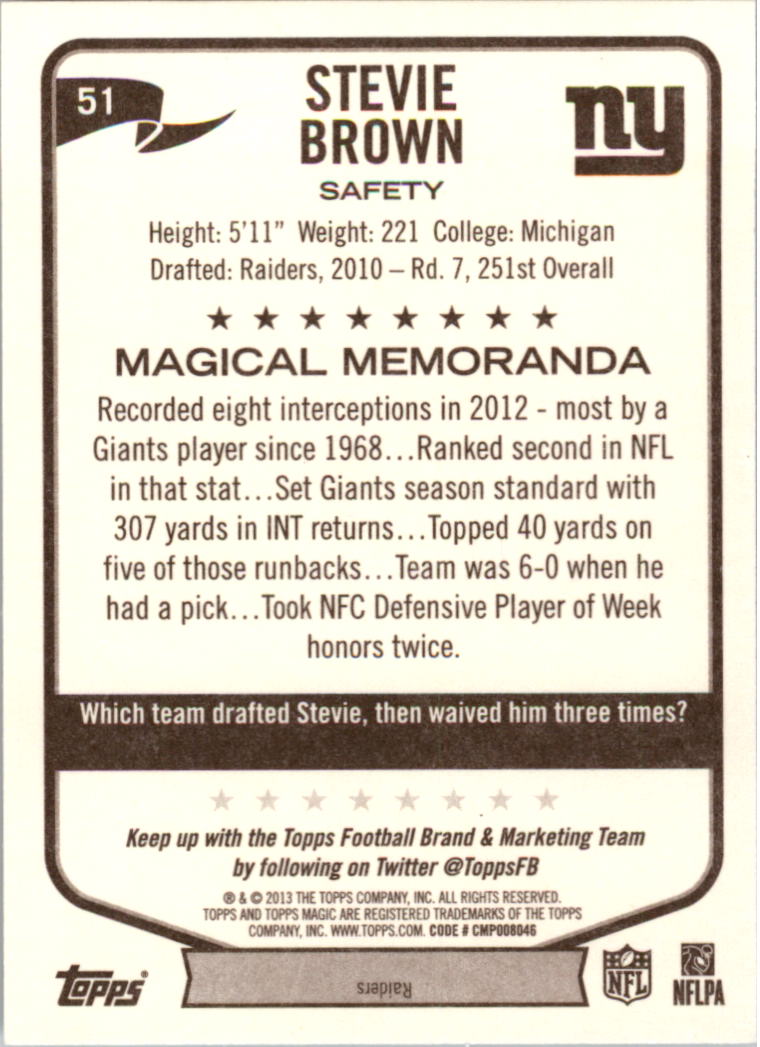 51
STEVIE
BROWN
ny
SAFETY
Height: 5'11" Weight: 221 College: Michigan
Drafted: Raiders, 2010 – Rd. 7, 251st Overall
MAGICAL MEMORANDA
Recorded eight interceptions in 2012 - most by a
Giants player since 1968...Ranked second in NFL
in that stat...Set Giants season standard with
307 yards in INT returns...Topped 40 yards on
five of those runbacks...Team was 6-0 when he
had a pick...Took NFC Defensive Player of Week
honors twice.
Which team drafted Stevie, then waived him three times?
Keep up with the Topps Football Brand & Marketing Team
by following on Twitter @ToppsFB
® & © 2013 THE TOPPS COMPANY, INC. ALL RIGHTS RESERVED.
TOPPS AND TOPPS MAGIC ARE REGISTERED TRADEMARKS OF THE TOPPS
COMPANY, INC. WWW.TOPPS.COM. CODE # CMP008046
topps®
Raiders
NFL
NFLPA